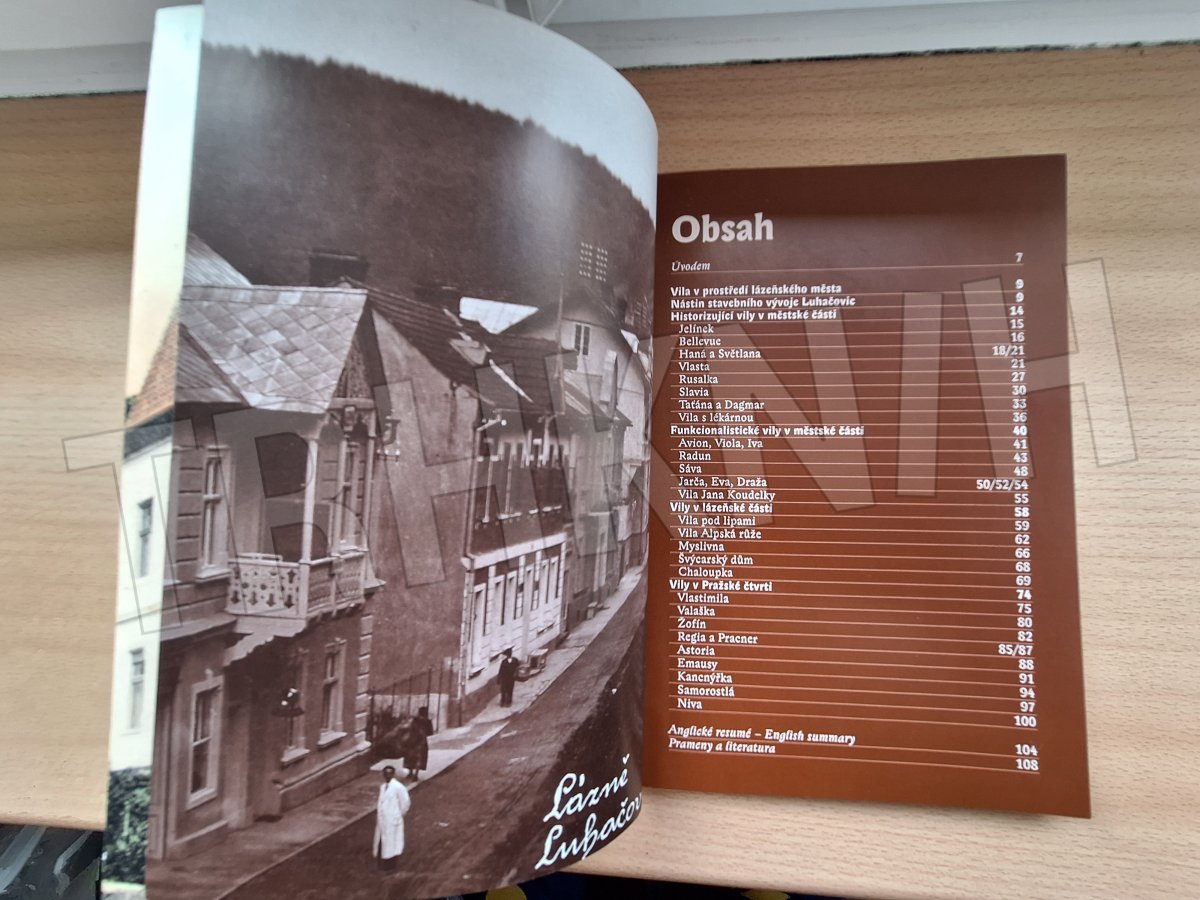 Lázně
Luhačov
Obsah
Úvodem 7
Vila v prostředí lázeňského města 9
Nástin stavebního vývoje Luhačovic 9
Historizující vily v městské části 14
Jelínek 15
Bellevue 16
Haná a Světlana 18/21
Vlasta 21
Rusalka 27
Slavia 30
Taťána a Dagmar 33
Vila s lékárnou 36
Funkcionalistické vily v městské části 40
Avion, Viola, Iva 41
Radun 43
Sáva 48
Jarča, Eva, Draža 50/52/54
Vila Jana Koudelky 55
Vily v lázeňské části 58
Vila pod lipami 59
Vila Alpská růže 62
Myslivna 66
Švýcarský dům 68
Chaloupka 69
Vily v Pražské čtvrti 74
Vlastimila 75
Valaška 80
Žofín 82
Regia a Pracner 85/87
Astoria 88
Emausy 91
Kancnýřka 94
Samorostlá 97
Niva 100
Anglické resumé – English summary 104
Prameny a literatura 108
TRHKNIH